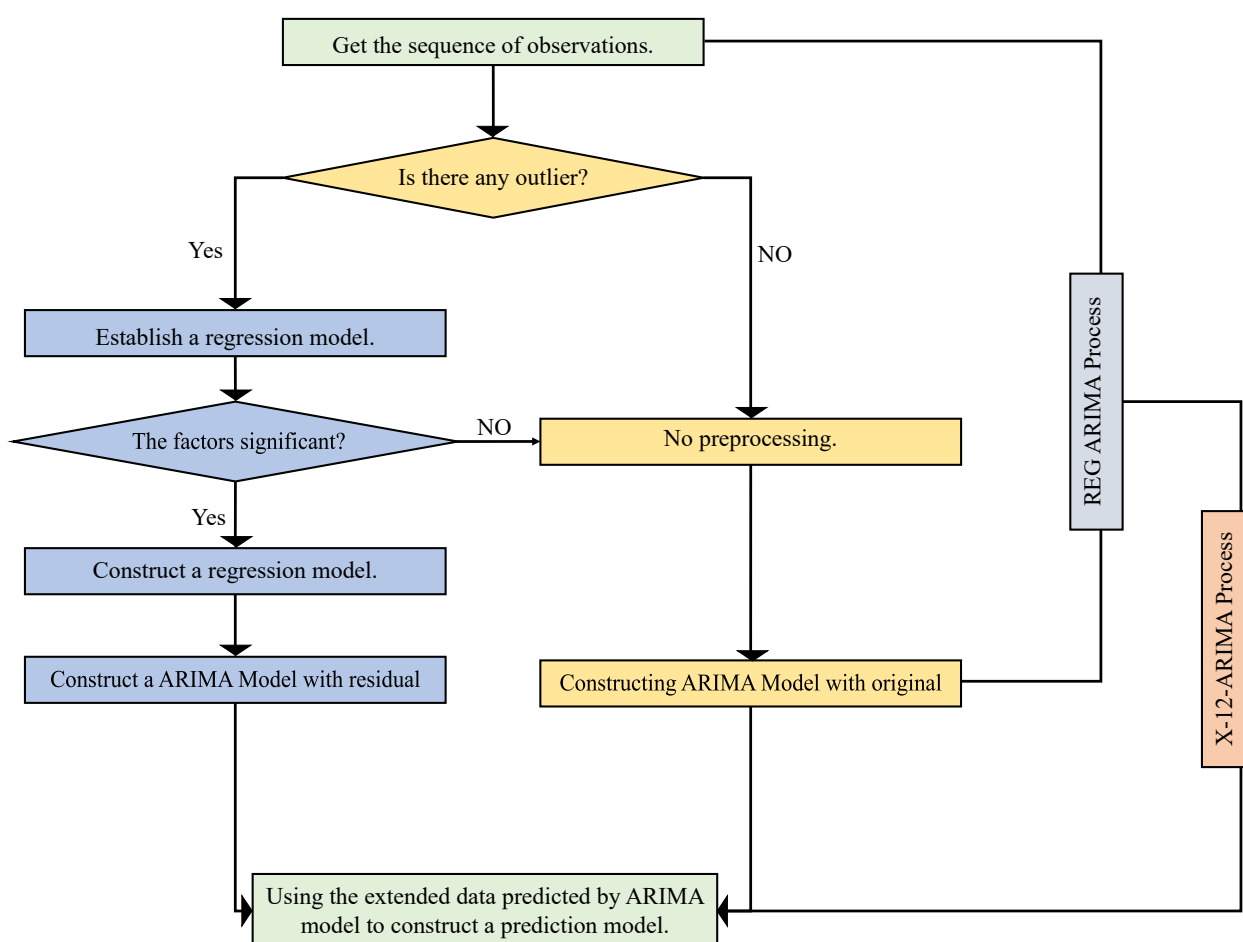 Get the sequence of observations.
Is there any outlier?
Yes
NO
Establish a regression model.
The factors significant?
NO
No preprocessing.
Yes
Construct a regression model.
Construct a ARIMA Model with residual
Constructing ARIMA Model with original
REG ARIMA Process
X-12-ARIMA Process
Using the extended data predicted by ARIMA
model to construct a prediction model.